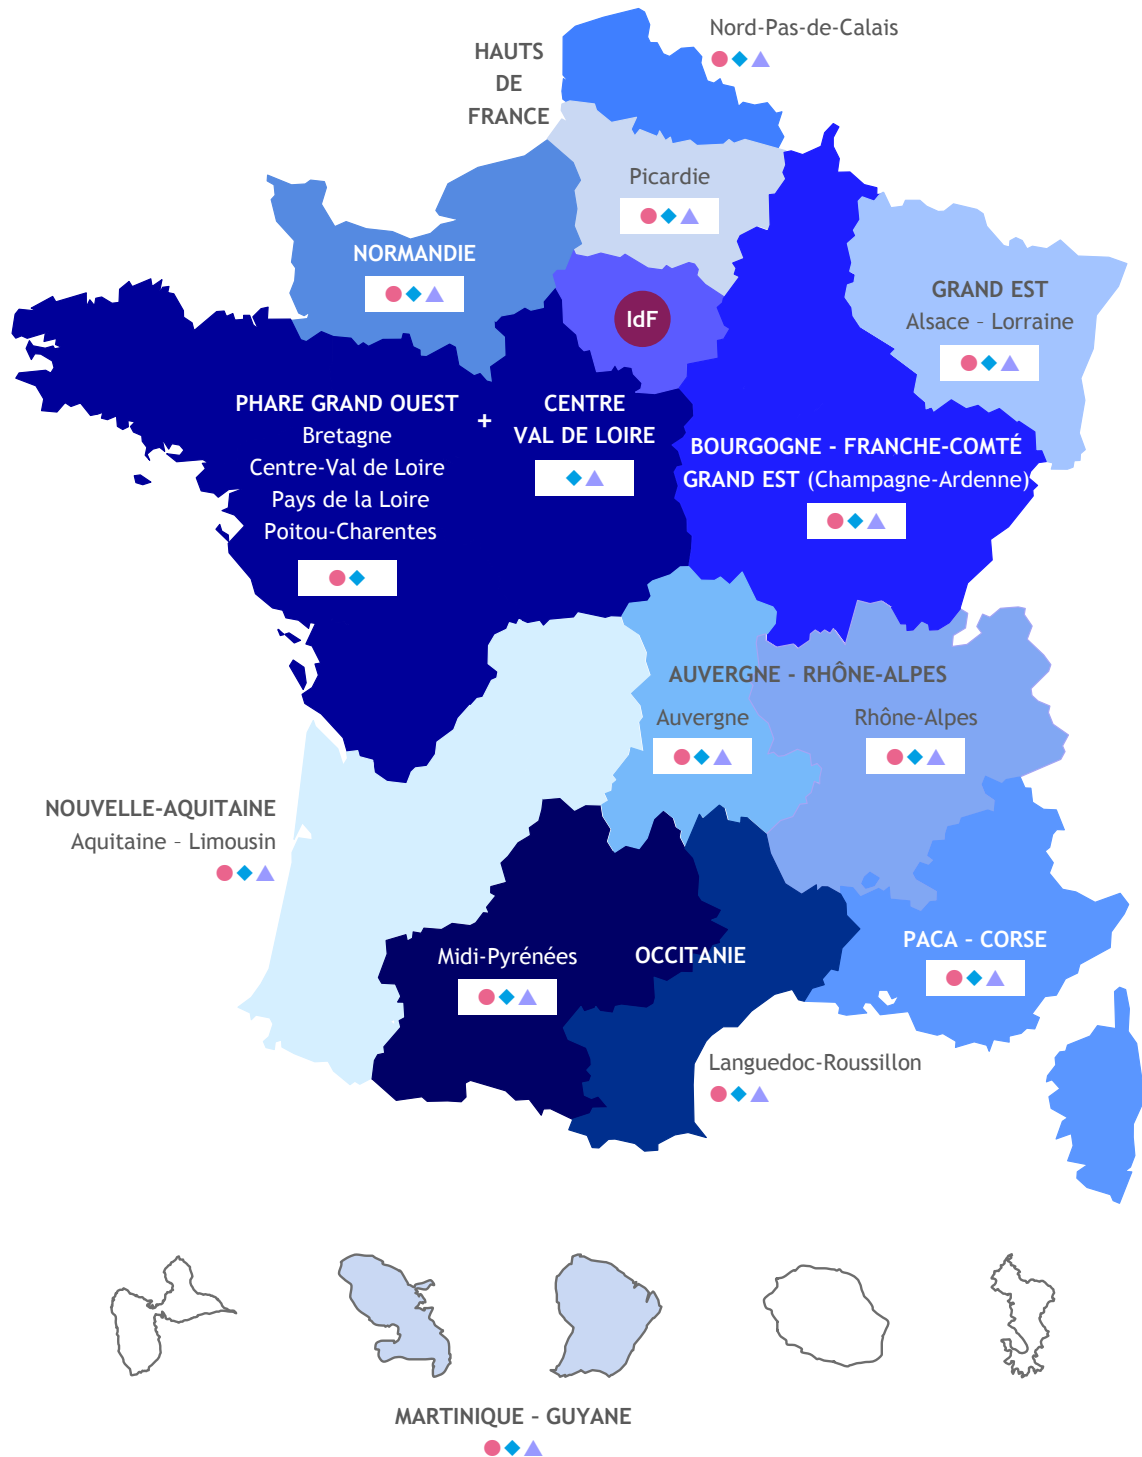 Nord-Pas-de-Calais
HAUTS
DE
FRANCE
Picardie
NORMANDIE
IdF
GRAND EST
Alsace – Lorraine
PHARE GRAND OUEST
Bretagne
Centre-Val de Loire
Pays de la Loire
Poitou-Charentes
+
CENTRE
VAL DE LOIRE
BOURGOGNE - FRANCHE-COMTÉ
GRAND EST (Champagne-Ardenne)
AUVERGNE - RHÔNE-ALPES
Auvergne
Rhône-Alpes
NOUVELLE-AQUITAINE
Aquitaine – Limousin
Midi-Pyrénées
OCCITANIE
PACA – CORSE
Languedoc-Roussillon
MARTINIQUE – GUYANE